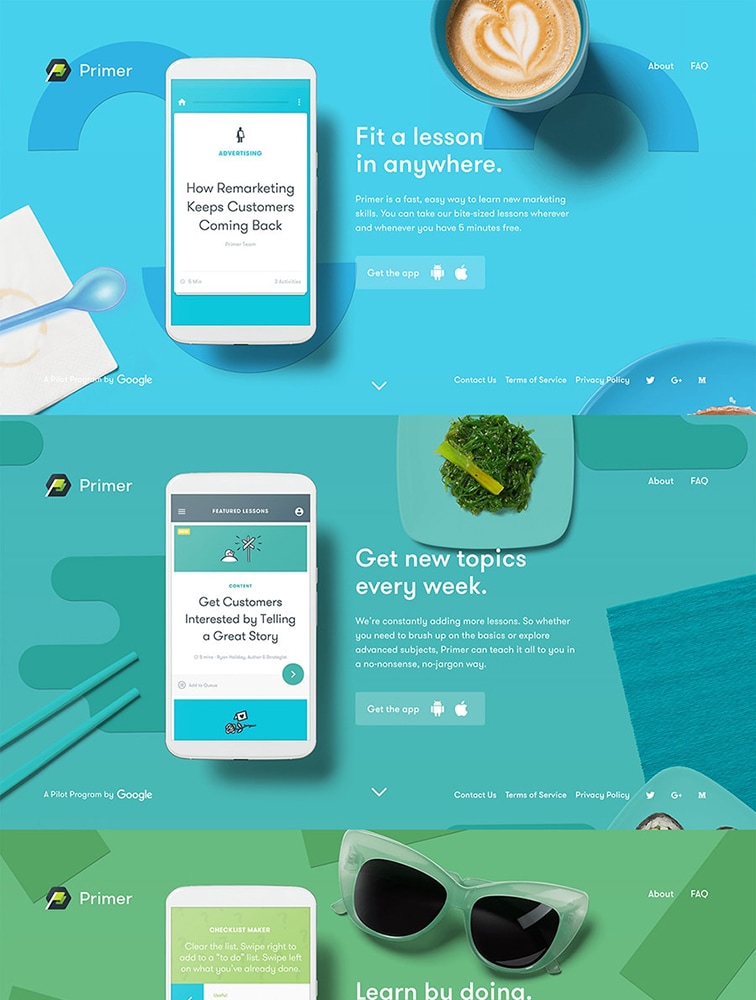 Primer
About FAQ
ADVERTISING
How Remarketing
Keeps Customers
Coming Back
Primer Team
5 Min 2 Activities
Fit a lesson
in anywhere.
Primer is a fast, easy way to learn new marketing
skills. You can take our bite-sized lessons wherever
and whenever you have 5 minutes free.
Get the app
A Pilot Program by Google
Contact Us Terms of Service Privacy Policy G+ M
Primer
About FAQ
FEATURED LESSONS
NEW
CONTENT
Get Customers
Interested by Telling
a Great Story
5 mins - Ryan Holiday, Author & Strategist
Add to Queue
Get new topics
every week.
We're constantly adding more lessons. So whether
you need to brush up on the basics or explore
advanced subjects, Primer can teach it all to you in
a no-nonsense, no-jargon way.
Get the app
A Pilot Program by Google
Contact Us Terms of Service Privacy Policy G+ M
Primer
About FAQ
CHECKLIST MAKER
Clear the list. Swipe right to
add to a "to do" list. Swipe left
on what you've already done.
Useful
Learn by doing.